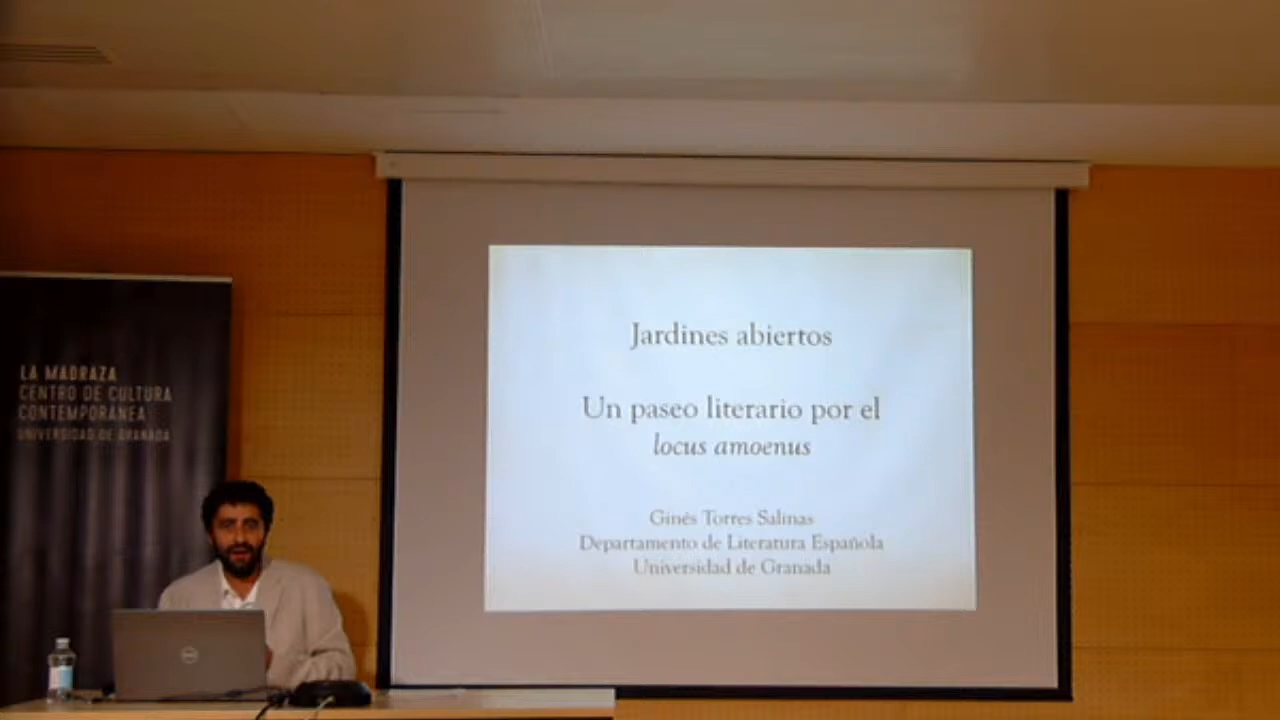 LA MADRAZA
CENTRO DE CULTURA
CONTEMPORÁNEA
UNIVERSIDAD DE GRANADA
Jardines abiertos
Un paseo literario por el
locus amoenus
Ginés Torres Salinas
Departamento de Literatura Española
Universidad de Granada
DELL